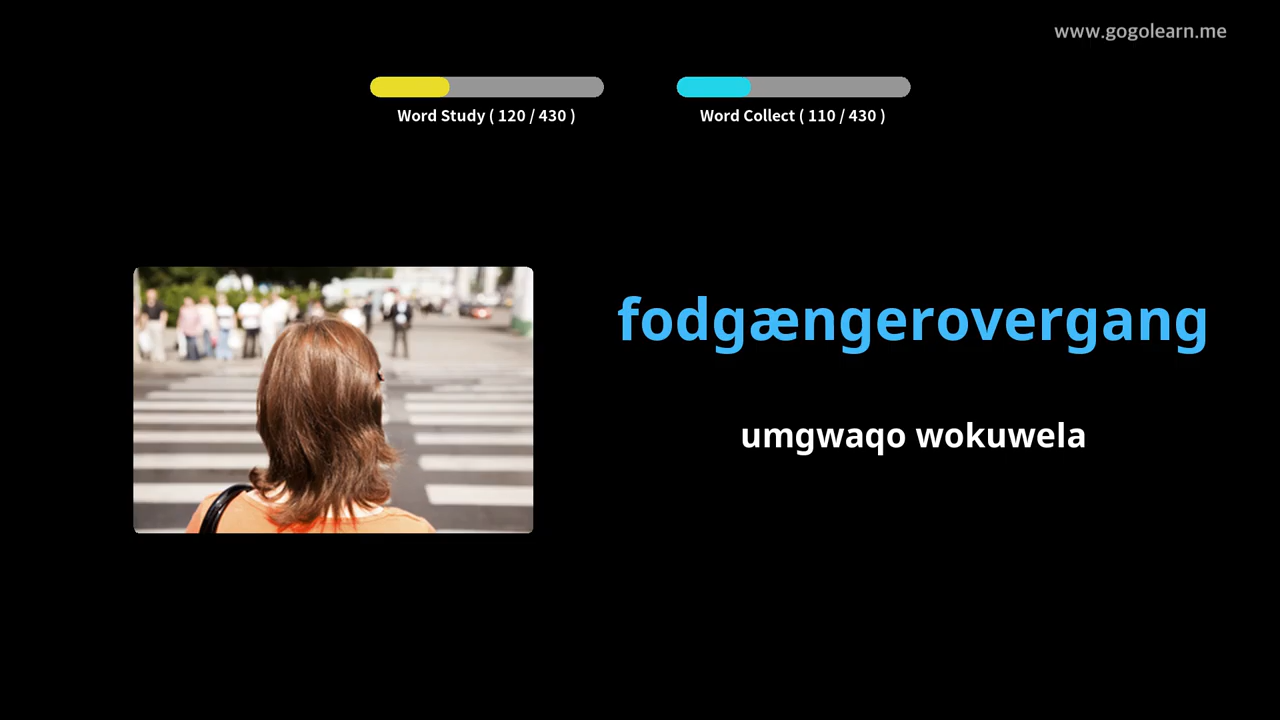 www.gogolearn.me
Word Study ( 120 / 430 )
Word Collect ( 110 / 430 )
fodgængerovergang
umgwaqo wokuwela